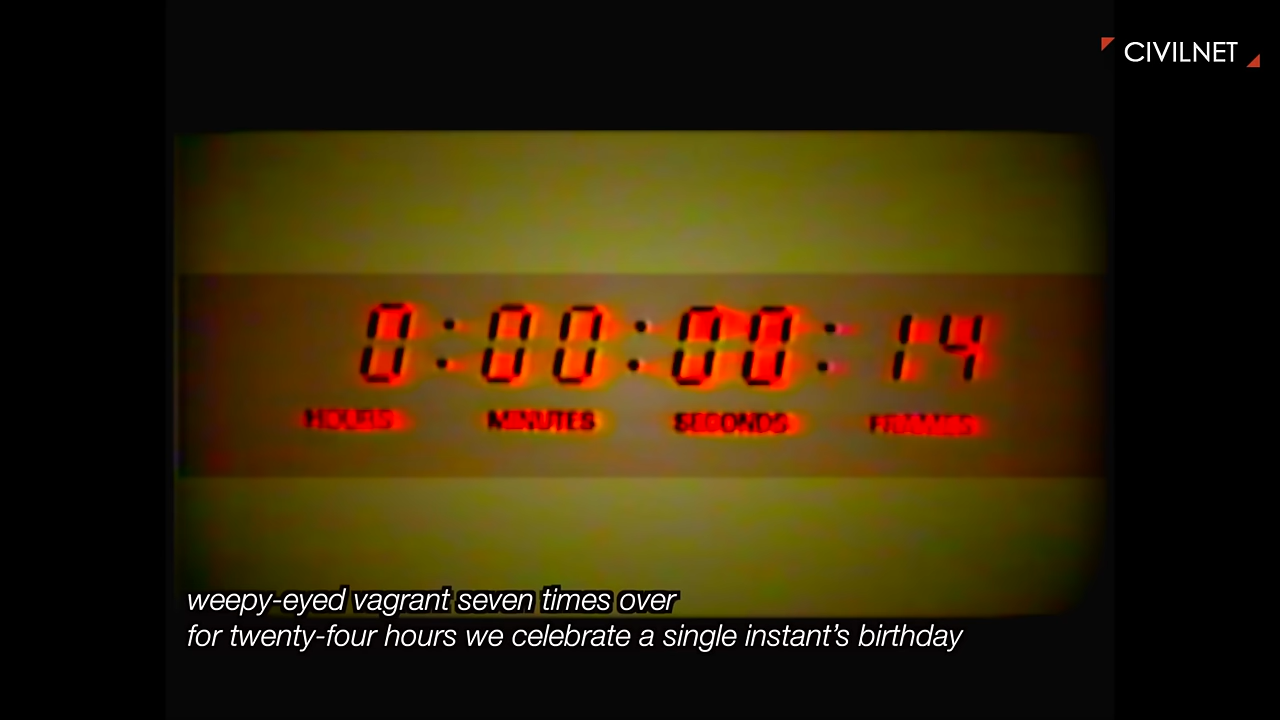 CIVILNET
0:00:00:14
HOURS MINUTES SECONDS FRAMES
weepy-eyed vagrant seven times over
for twenty-four hours we celebrate a single instant's birthday